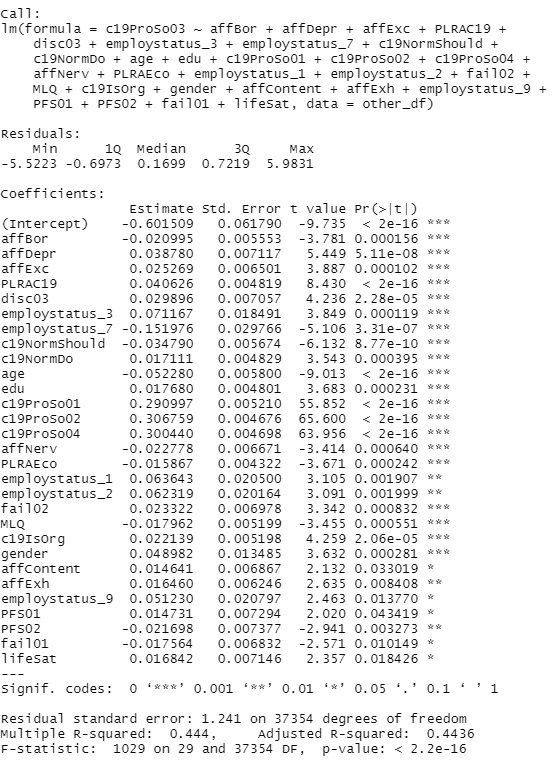 Call:
lm(formula = c19ProSo03 ~ affBor + affDepr + affExc + PLRAC19 +
disc03 + employstatus_3 + employstatus_7 + c19NormShould +
c19NormDo + age + edu + c19ProSo01 + c19ProSo02 + c19ProSo04 +
affNerv + PLRAEco + employstatus_1 + employstatus_2 + fail02 +
MLQ + c19IsOrg + gender + affContent + affExh + employstatus_9 +
PFS01 + PFS02 + fail01 + lifeSat, data = other_df)
Residuals:
Min 1Q Median 3Q Max
-5.5223 -0.6973 0.1699 0.7219 5.9831
Coefficients:
Estimate Std. Error t value Pr(>|t|)
(Intercept) -0.601509 0.061790 -9.735 < 2e-16 ***
affBor -0.020995 0.005553 -3.781 0.000156 ***
affDepr 0.038780 0.007117 5.449 5.11e-08 ***
affExc 0.025269 0.006501 3.887 0.000102 ***
PLRAC19 0.040626 0.004819 8.430 < 2e-16 ***
disc03 0.029896 0.007057 4.236 2.28e-05 ***
employstatus_3 0.071167 0.018491 3.849 0.000119 ***
employstatus_7 -0.151976 0.029766 -5.106 3.31e-07 ***
c19NormShould -0.034790 0.005674 -6.132 8.77e-10 ***
c19NormDo 0.017111 0.004829 3.543 0.000395 ***
age -0.052280 0.005800 -9.013 < 2e-16 ***
edu 0.017680 0.004801 3.683 0.000231 ***
c19ProSo01 0.290997 0.005210 55.852 < 2e-16 ***
c19ProSo02 0.306759 0.004676 65.600 < 2e-16 ***
c19ProSo04 0.300440 0.004698 63.956 < 2e-16 ***
affNerv -0.022778 0.006671 -3.414 0.000640 ***
PLRAEco -0.015867 0.004322 -3.671 0.000242 ***
employstatus_1 0.063643 0.020500 3.105 0.001907 **
employstatus_2 0.062319 0.020164 3.091 0.001999 **
fail02 0.023322 0.006978 3.342 0.000832 ***
MLQ -0.017962 0.005199 -3.455 0.000551 ***
c19IsOrg 0.022139 0.005198 4.259 2.06e-05 ***
gender 0.048982 0.013485 3.632 0.000281 ***
affContent 0.014641 0.006867 2.132 0.033019 *
affExh 0.016460 0.006246 2.635 0.008408 **
employstatus_9 0.051230 0.020797 2.463 0.013770 *
PFS01 0.014731 0.007294 2.020 0.043419 *
PFS02 -0.021698 0.007377 -2.941 0.003273 **
fail01 -0.017564 0.006832 -2.571 0.010149 *
lifeSat 0.016842 0.007146 2.357 0.018426 *
---
Signif. codes: 0 ‘***’ 0.001 ‘**’ 0.01 ‘*’ 0.05 ‘.’ 0.1 ‘ ’ 1
Residual standard error: 1.241 on 37354 degrees of freedom
Multiple R-squared: 0.444, Adjusted R-squared: 0.4436
F-statistic: 1029 on 29 and 37354 DF, p-value: < 2.2e-16